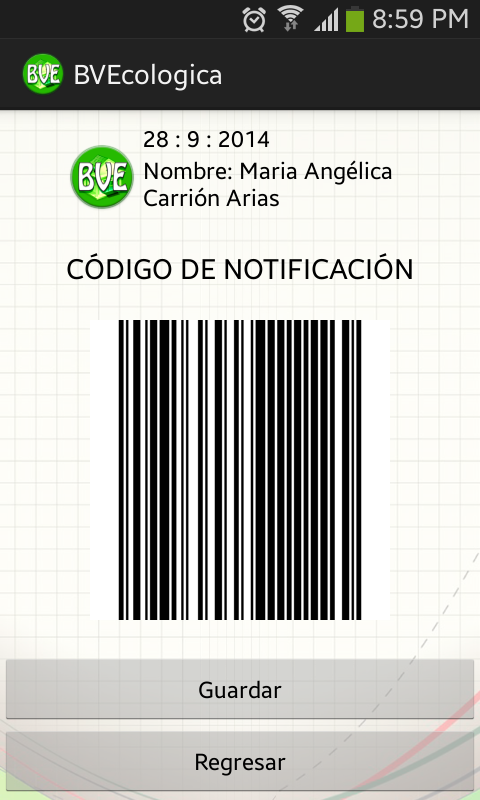 8:59 PM
BVE BVEcologica
28 : 9 : 2014
BVE
Nombre: Maria Angélica
Carrión Arias
CÓDIGO DE NOTIFICACIÓN
Guardar
Regresar